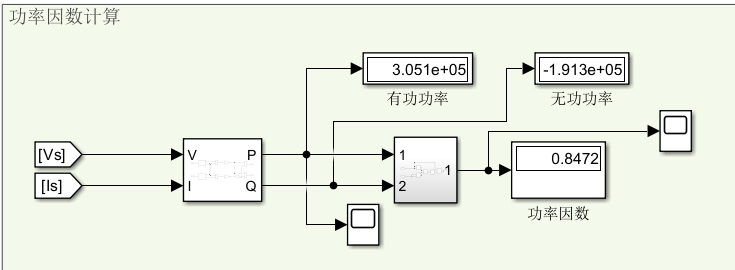 功率因数计算
3.051e+05
-1.913e+05
有功功率
无功功率
[Vs]
V
P
1
[Is]
I
Q
2
1
0.8472
功率因数